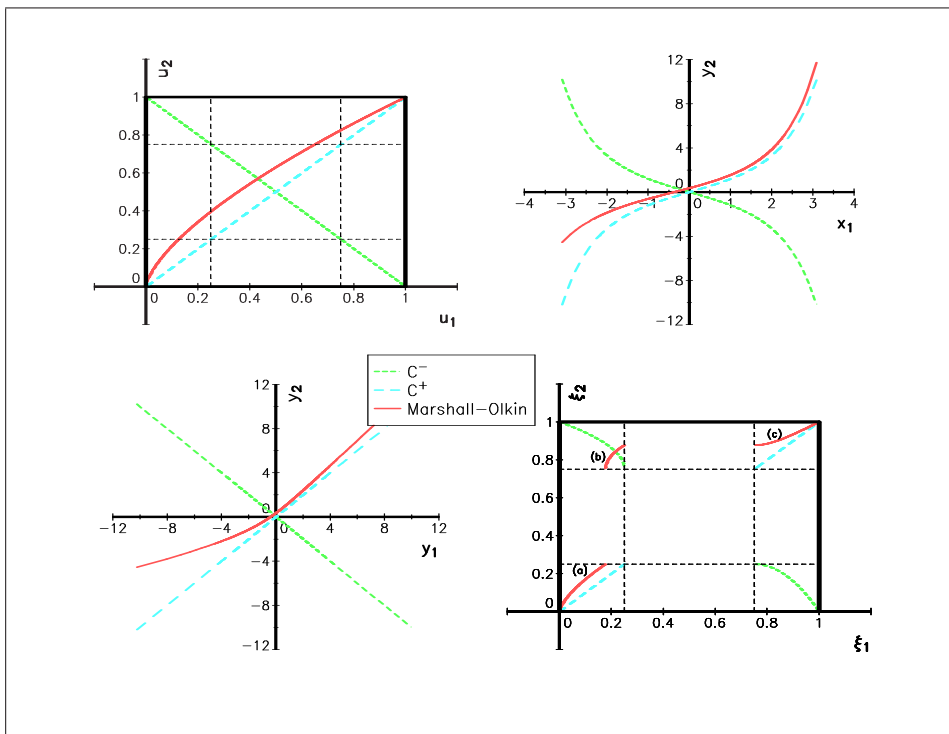 u2
1
0.8
0.6
0.4
0.2
0
0 0.2 0.4 0.6 0.8 1
u1
y2
12
8
4
0
−4 −3 −2 −1 0 1 2 3 4
x1
−4
−8
−12
C− 
C+
Marshall−Olkin
y2
12
8
4
0
−12 −8 −4 0 4 8 12
y1
−4
−8
−12
ξ2
1
0.8
0.6
0.4
0.2
0
0 0.2 0.4 0.6 0.8 1
ξ1
(c)
(b)
(a)